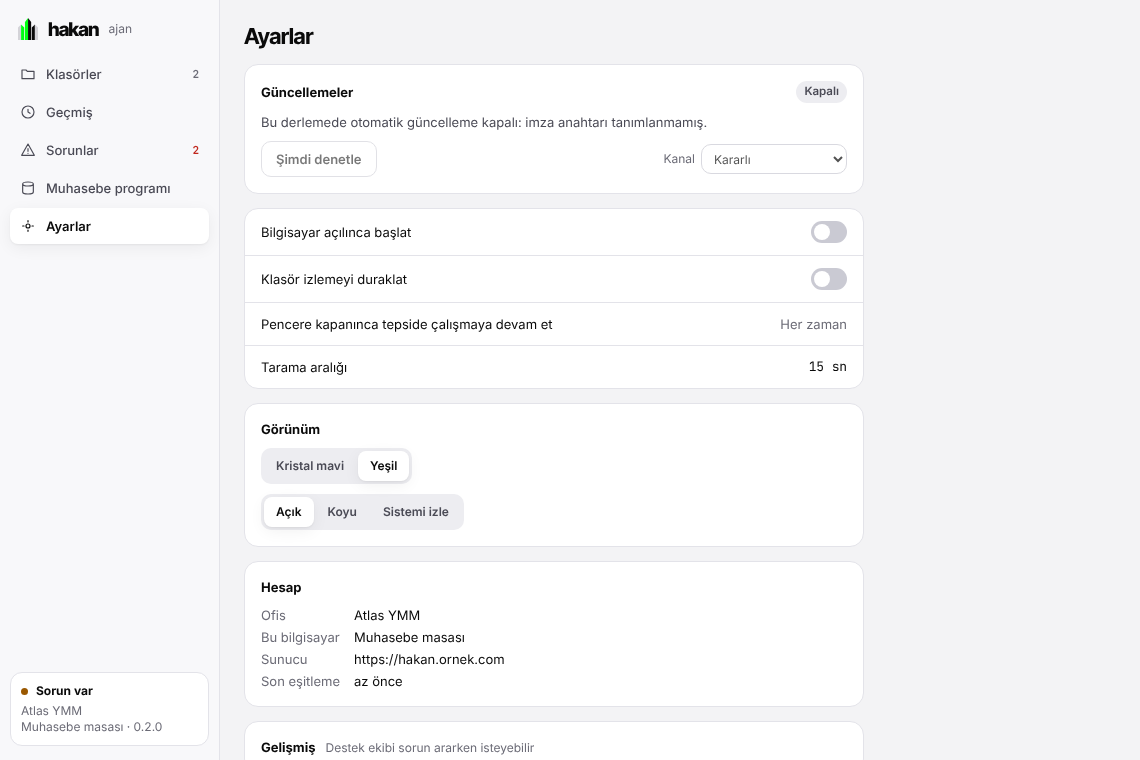 hakan ajan
Klasörler 2
Geçmiş
Sorunlar 2
Muhasebe programı
Ayarlar
Sorun var
Atlas YMM
Muhasebe masası · 0.2.0
Ayarlar
Güncellemeler Kapalı
Bu derlemede otomatik güncelleme kapalı: imza anahtarı tanımlanmamış.
Şimdi denetle Kanal Kararlı
Bilgisayar açılınca başlat
Klasör izlemeyi duraklat
Pencere kapanınca tepside çalışmaya devam et Her zaman
Tarama aralığı 15 sn
Görünüm
Kristal mavi Yeşil
Açık Koyu Sistemi izle
Hesap
Ofis Atlas YMM
Bu bilgisayar Muhasebe masası
Sunucu https://hakan.ornek.com
Son eşitleme az önce
Gelişmiş Destek ekibi sorun ararken isteyebilir